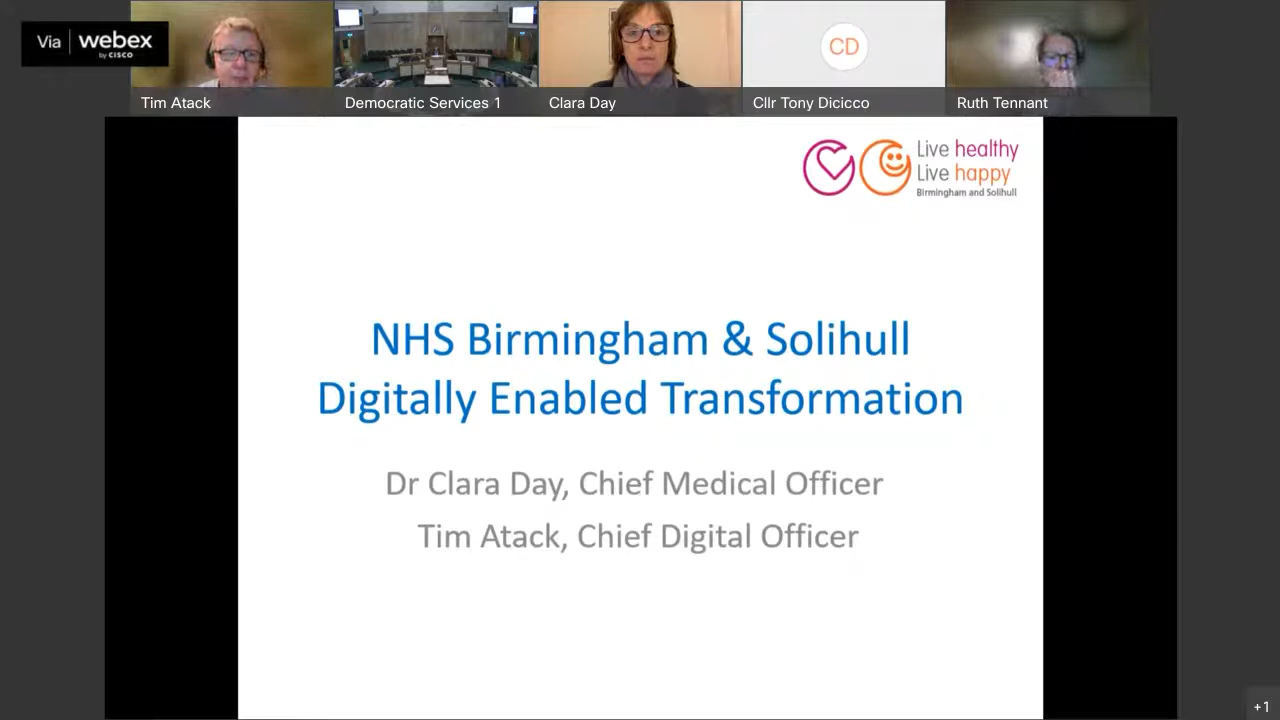 Via webex
by CISCO
Tim Atack
Democratic Services 1
Clara Day
CD
Cllr Tony Dicicco
Ruth Tennant
Live healthy
Live happy
Birmingham and Solihull
NHS Birmingham & Solihull
Digitally Enabled Transformation
Dr Clara Day, Chief Medical Officer
Tim Atack, Chief Digital Officer
+1